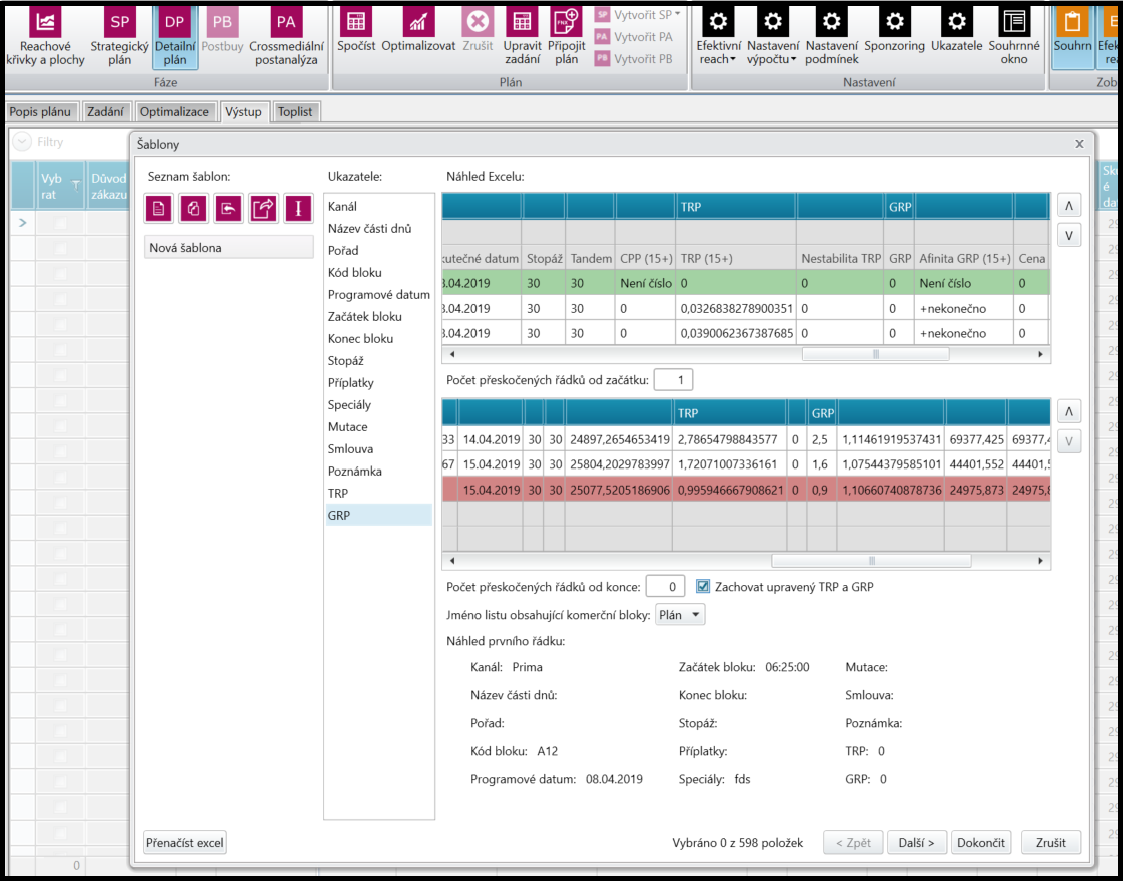 SP DP PB PA
Reachové křivky a plochy
Strategický plán
Detailní plán
Postbuy
Crossmediální postanalýza
Fáze
Spočíst
Optimalizovat
Zrušit
Upravit zadání
Připojit plán
SP Vytvořit SP
PA Vytvořit PA
PB Vytvořit PB
Plán
Efektivní reach
Nastavení výpočtu
Nastavení podmínek
Sponzoring
Ukazatele
Souhrnné okno
Nastavení
Souhrn
Popis plánu Zadání Optimalizace Výstup Toplist
Filtry
Vyb rat
Důvod zákazu
0
Šablony x
Seznam šablon:
Nová šablona
Ukazatele:
Kanál
Název části dnů
Pořad
Kód bloku
Programové datum
Začátek bloku
Konec bloku
Stopáž
Příplatky
Speciály
Mutace
Smlouva
Poznámka
TRP
GRP
Náhled Excelu:
TRP GRP
kutečné datum Stopáž Tandem CPP (15+) TRP (15+) Nestabilita TRP GRP Afinita GRP (15+) Cena
8.04.2019 30 30 Není číslo 0 0 0 Není číslo 0
8.04.2019 30 30 0 0,0326838278900351 0 0 +nekonečno 0
8.04.2019 30 30 0 0,0390062367387685 0 0 +nekonečno 0
Počet přeskočených řádků od začátku: 1
TRP GRP
33 14.04.2019 30 30 24897,2654653419 2,78654798843577 0 2,5 1,11461919537431 69377,425 69377,4
67 15.04.2019 30 30 25804,2029783997 1,72071007336161 0 1,6 1,07544379585101 44401,552 44401,5
15.04.2019 30 30 25077,5205186906 0,995946667908621 0 0,9 1,10660740878736 24975,873 24975,8
Počet přeskočených řádků od konce: 0 Zachovat upravený TRP a GRP
Jméno listu obsahující komerční bloky: Plán
Náhled prvního řádku:
Kanál: Prima Začátek bloku: 06:25:00 Mutace:
Název části dnů: Konec bloku: Smlouva:
Pořad: Stopáž: Poznámka:
Kód bloku: A12 Příplatky: TRP: 0
Programové datum: 08.04.2019 Speciály: fds GRP: 0
Přenačíst excel Vybráno 0 z 598 položek < Zpět Další > Dokončit Zrušit